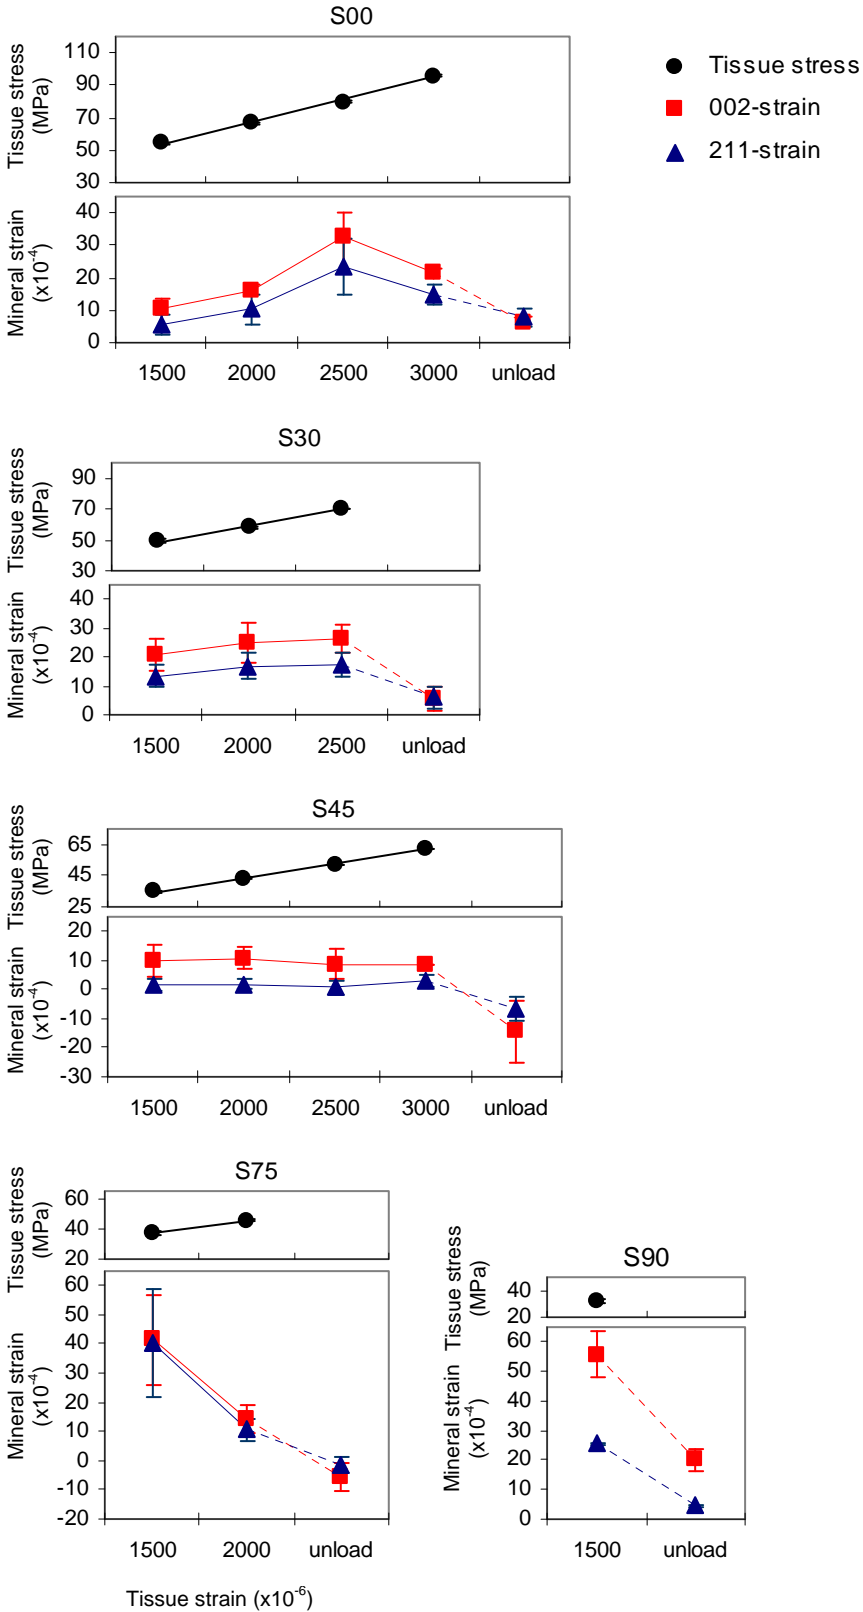 S00
Tissue stress
(MPa)
110
90
70
50
30
Tissue stress
002-strain
211-strain
Mineral strain
(x10-4)
40
30
20
10
0
1500 2000 2500 3000 unload
S30
Tissue stress
(MPa)
90
70
50
30
Mineral strain
(x10-4)
40
30
20
10
0
1500 2000 2500 unload
S45
Tissue stress
(MPa)
65
45
25
Mineral strain
(x10-4)
20
10
0
-10
-20
-30
1500 2000 2500 3000 unload
S75
Tissue stress
(MPa)
60
40
20
Mineral strain
(x10-4)
60
50
40
30
20
10
0
-10
-20
1500 2000 unload
Tissue strain (x10-6)
S90
Tissue stress
(MPa)
40
20
Mineral strain
(x10-4)
60
50
40
30
20
10
0
1500 unload